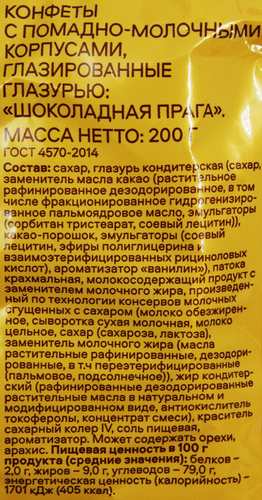 КОНФЕТЫ
С ПОМАДНО-МОЛОЧНЫМИ
КОРПУСАМИ,
ГЛАЗИРОВАННЫЕ
ГЛАЗУРЬЮ:
«ШОКОЛАДНАЯ ПРАГА».
МАССА НЕТТО: 200 Г
ГОСТ 4570-2014
Состав: сахар, глазурь кондитерская (сахар,
заменитель масла какао (растительное
рафинированное дезодорированное, в том
числе фракционированное гидрогенизиро-
ванное пальмоядровое масло, эмульгаторы
(сорбитан тристеарат, соевый лецитин)),
какао-порошок, эмульгаторы (соевый
лецитин, эфиры полиглицерина и
взаимоэтерифицированных рициноловых
кислот), ароматизатор «ванилин»), патока
крахмальная, молокосодержащий продукт с
заменителем молочного жира, произведен-
ный по технологии консервов молочных
сгущенных с сахаром (молоко обезжирен-
ное, сыворотка сухая молочная, молоко
цельное, сахар (сахароза, лактоза),
заменитель молочного жира (масла
растительные рафинированные, дезодори-
рованные, в т.ч переэтерифицированные
(пальмовое, подсолнечное))), жир кондитер-
ский (рафинированные дезодорированные
растительные масла в натуральном и
модифицированном виде, антиокислитель
токоферолы, концентрат смеси), краситель
сахарный колер IV, соль пищевая,
ароматизатор. Может содержать орехи,
арахис. Пищевая ценность в 100 г
продукта (средние значения): белков -
2,0 г, жиров - 9,0 г, углеводов - 79,0 г,
энергетическая ценность (калорийность) -
1701 кДж (405 ккал).